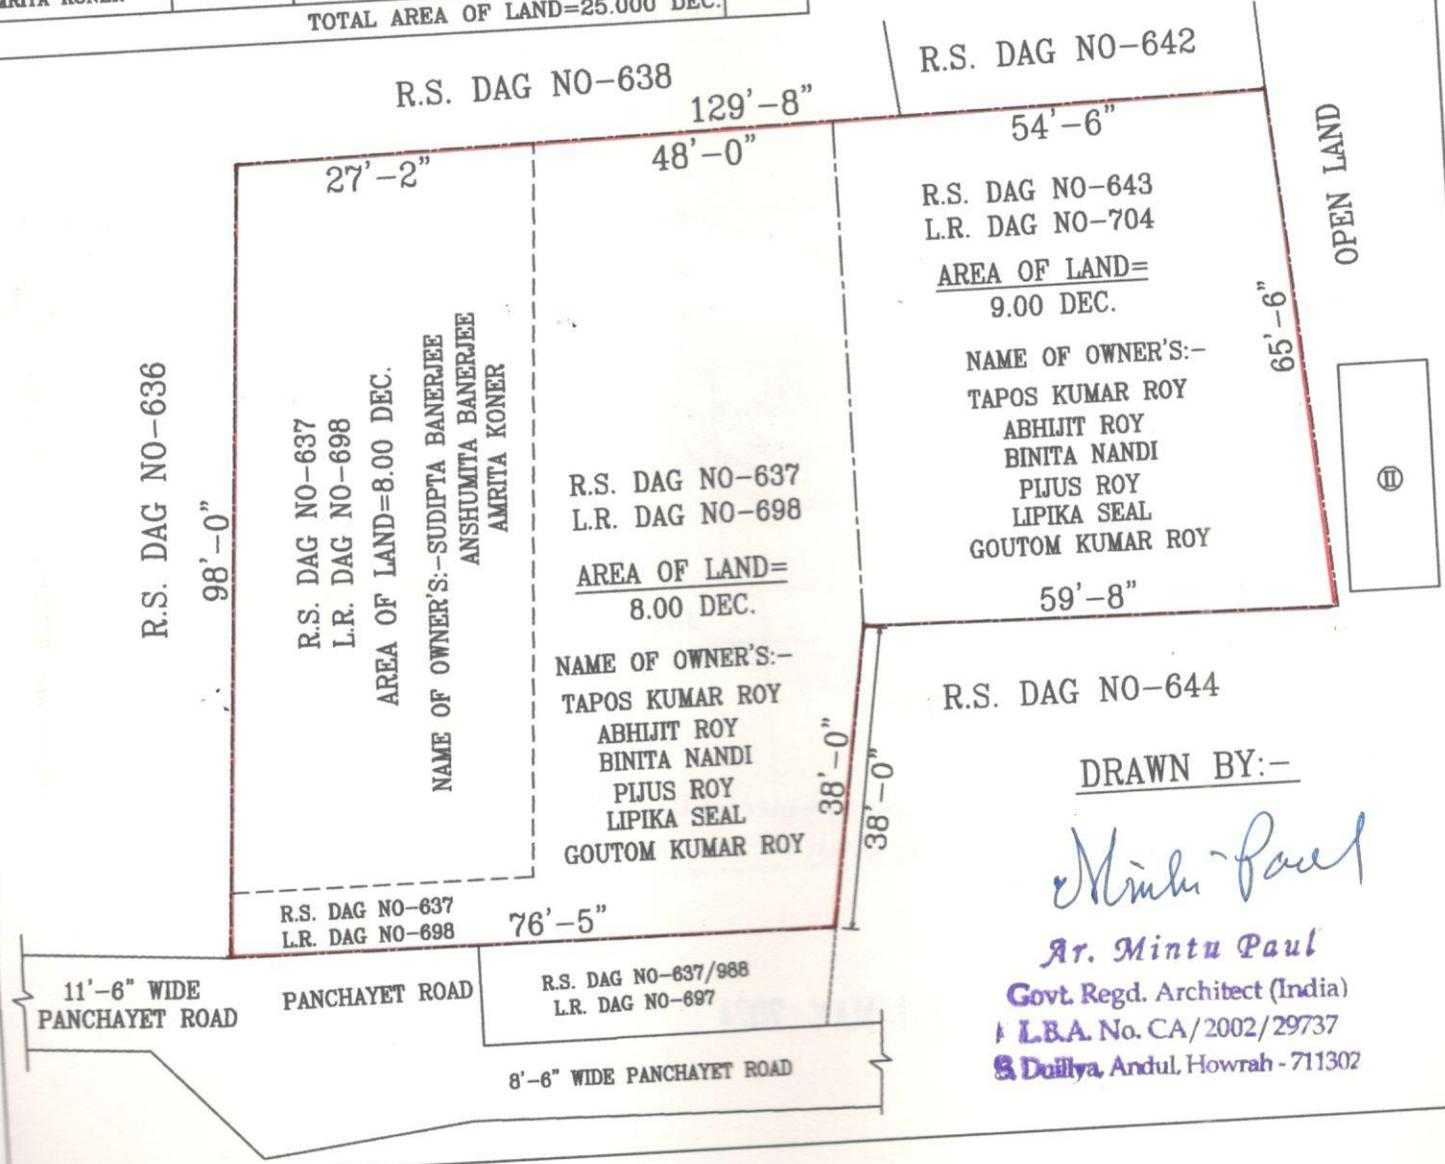 TOTAL AREA OF LAND=25.000 DEC.
R.S. DAG NO-638
R.S. DAG NO-642
129'-8"
27'-2"
48'-0"
54'-6"
OPEN LAND
R.S. DAG NO-643
L.R. DAG NO-704
AREA OF LAND=
9.00 DEC.
NAME OF OWNER'S:-
TAPOS KUMAR ROY
ABHIJIT ROY
BINITA NANDI
PIJUS ROY
LIPIKA SEAL
GOUTOM KUMAR ROY
65'-6"
59'-8"
II
R.S. DAG NO-636
98'-0"
R.S. DAG NO-637
L.R. DAG NO-698
AREA OF LAND=8.00 DEC.
NAME OF OWNER'S:-SUDIPTA BANERJEE
ANSHUMITA BANERJEE
AMRITA KONER
R.S. DAG NO-637
L.R. DAG NO-698
AREA OF LAND=
8.00 DEC.
NAME OF OWNER'S:-
TAPOS KUMAR ROY
ABHIJIT ROY
BINITA NANDI
PIJUS ROY
LIPIKA SEAL
GOUTOM KUMAR ROY
38'-0"
38'-0"
R.S. DAG NO-644
DRAWN BY:-
Mintu Paul
Ar. Mintu Paul
Govt. Regd. Architect (India)
L.B.A. No. CA/2002/29737
Duillya, Andul, Howrah - 711302
R.S. DAG NO-637
L.R. DAG NO-698
76'-5"
11'-6" WIDE
PANCHAYET ROAD
PANCHAYET ROAD
R.S. DAG NO-637/988
L.R. DAG NO-697
8'-6" WIDE PANCHAYET ROAD